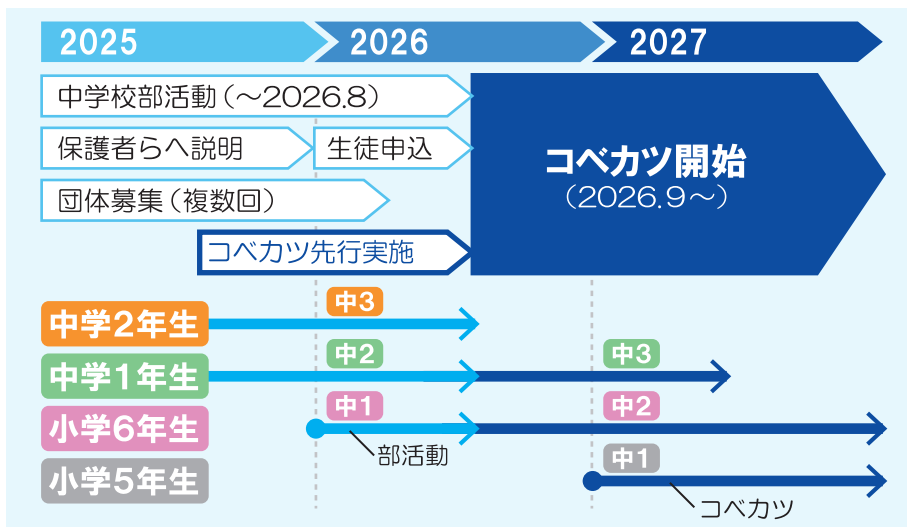 2025 2026 2027
中学校部活動（〜2026.8）
保護者らへ説明 生徒申込
団体募集（複数回）
コベカツ先行実施
コベカツ開始
（2026.9〜）
中学2年生 中3
中学1年生 中2 中3
小学6年生 中1 中2
部活動
小学5年生 中1
コベカツ